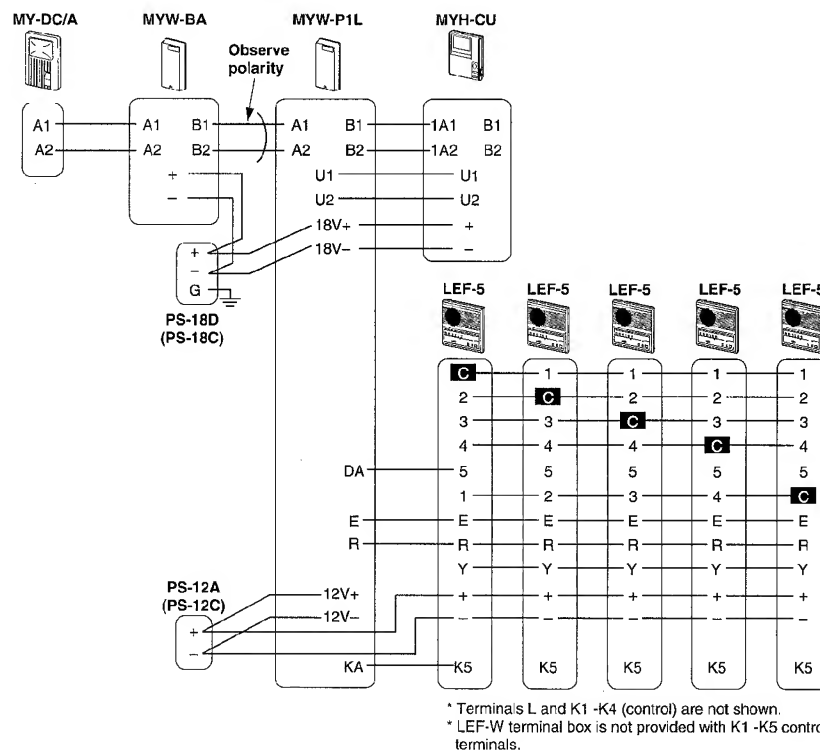 MY-DC/A MYW-BA MYW-P1L MYH-CU
Observe
polarity
A1 A1 B1 A1 B1 1A1 B1
A2 A2 B2 A2 B2 1A2 B2
+ U1 U1
− U2 U2
18V+ +
+ 18V− −
−
G
PS-18D
(PS-18C)
LEF-5 LEF-5 LEF-5 LEF-5 LEF-5
C 1 1 1 1
2 C 2 2 2
3 3 C 3 3
4 4 4 C 4
DA 5 5 5 5 5
1 2 3 4 C
E E E E E E
R R R R R R
Y Y Y Y Y
PS-12A
(PS-12C)
12V+ + + + + +
12V− − − − − −
+
−
KA K5 K5 K5 K5 K5
* Terminals L and K1 -K4 (control) are not shown.
* LEF-W terminal box is not provided with K1 -K5 contro
terminals.